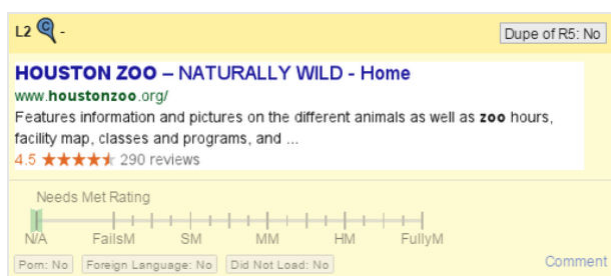 L2 C - Dupe of R5: No
HOUSTON ZOO – NATURALLY WILD - Home
www.houstonzoo.org/
Features information and pictures on the different animals as well as zoo hours,
facility map, classes and programs, and ...
4.5 ★★★★★ 290 reviews
Needs Met Rating
N/A FailsM SM MM HM FullyM
Porn: No Foreign Language: No Did Not Load: No Comment